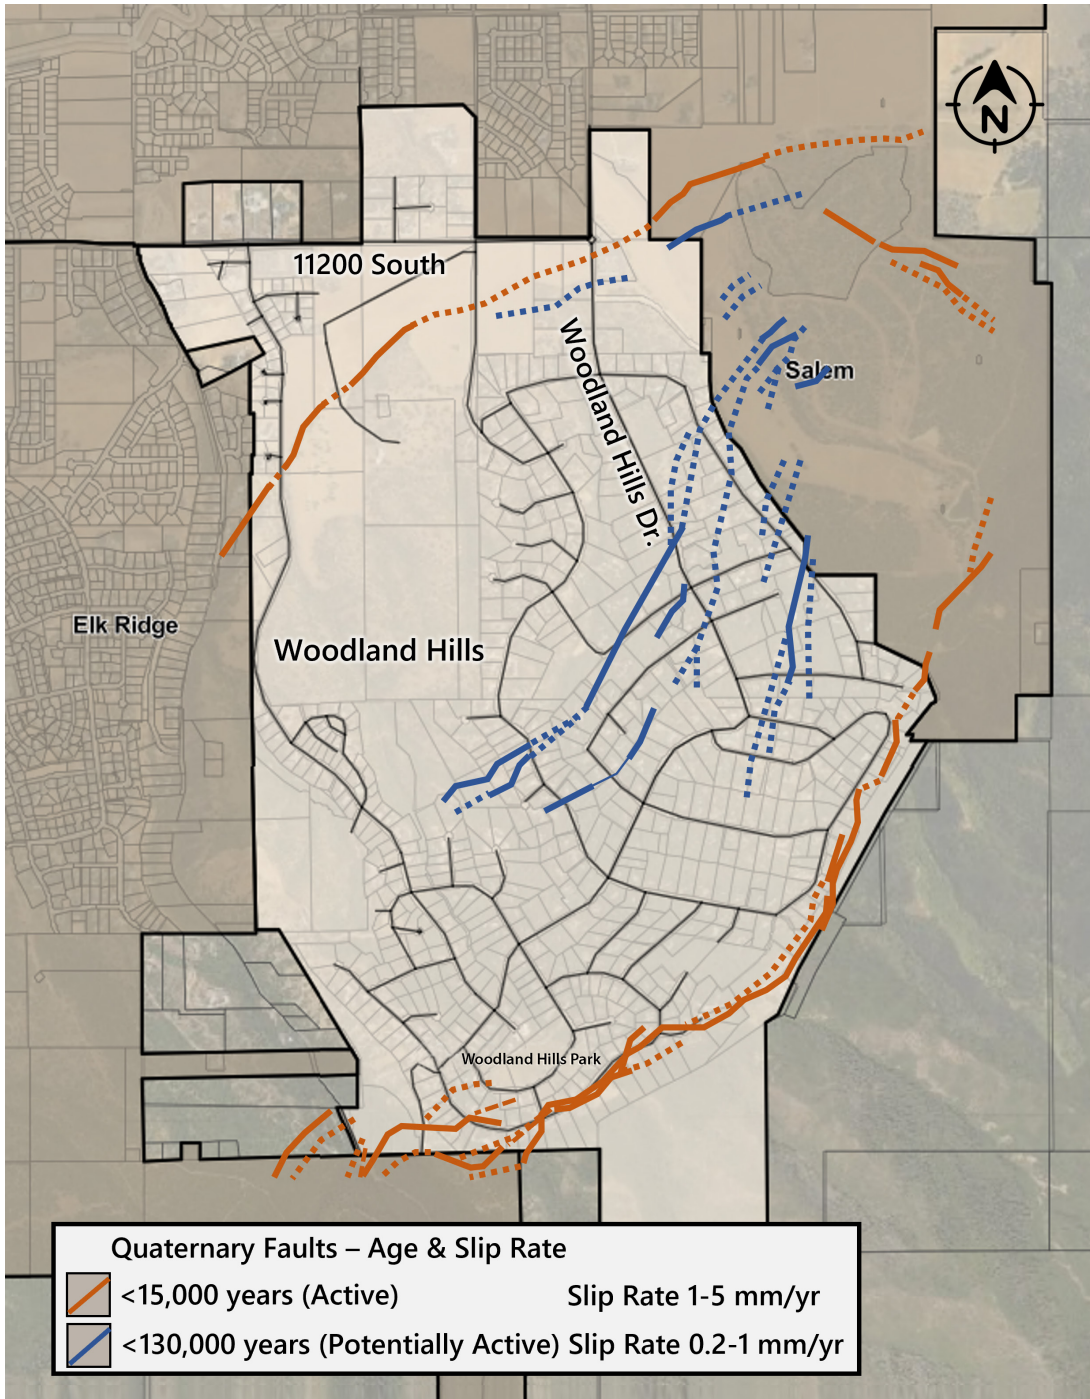 N
11200 South
Woodland Hills Dr.
Salem
Elk Ridge
Woodland Hills
Woodland Hills Park
Quaternary Faults – Age & Slip Rate
<15,000 years (Active) Slip Rate 1-5 mm/yr
<130,000 years (Potentially Active) Slip Rate 0.2-1 mm/yr